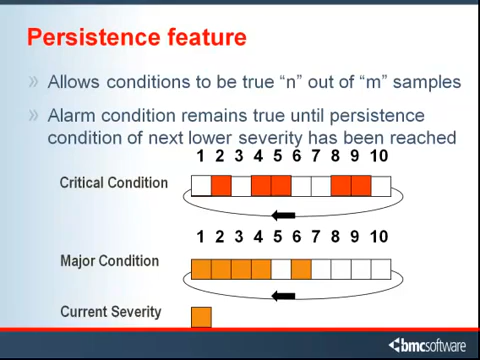 Persistence feature
» Allows conditions to be true “n” out of “m” samples
» Alarm condition remains true until persistence
condition of next lower severity has been reached
1 2 3 4 5 6 7 8 9 10
Critical Condition
1 2 3 4 5 6 7 8 9 10
Major Condition
Current Severity
bmcsoftware